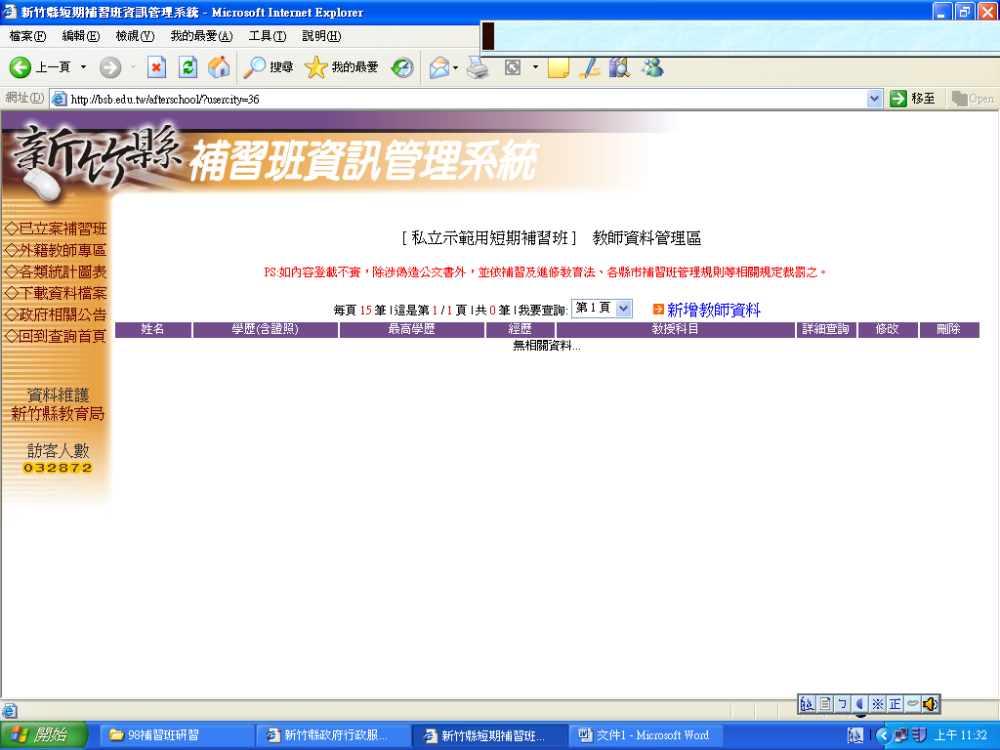 新竹縣短期補習班資訊管理系統 - Microsoft Internet Explorer
檔案(F) 編輯(E) 檢視(V) 我的最愛(A) 工具(T) 說明(H)
上一頁 搜尋 我的最愛
網址(D) http://bsb.edu.tw/afterschool/?usercity=36 移至 Open
新竹縣 補習班資訊管理系統
◇已立案補習班
◇外籍教師專區
◇各類統計圖表
◇下載資料檔案
◇政府相關公告
◇回到查詢首頁
資料維護
新竹縣教育局
訪客人數
032872
[ 私立示範用短期補習班 ] 教師資料管理區
PS:如內容登載不實，除涉偽造公文書外，並依補習及進修教育法、各縣市補習班管理規則等相關規定裁罰之。
每頁 15 筆 | 這是第 1 / 1 頁 | 共 0 筆 | 我要查詢: 第 1 頁 新增教師資料
姓名 學歷(含證照) 最高學歷 經歷 教授科目 詳細查詢 修改 刪除
無相關資料...
ㄅ ※ 正
開始 98補習班研習 新竹縣政府行政服... 新竹縣短期補習班... 文件1 - Microsoft Word 上午 11:32